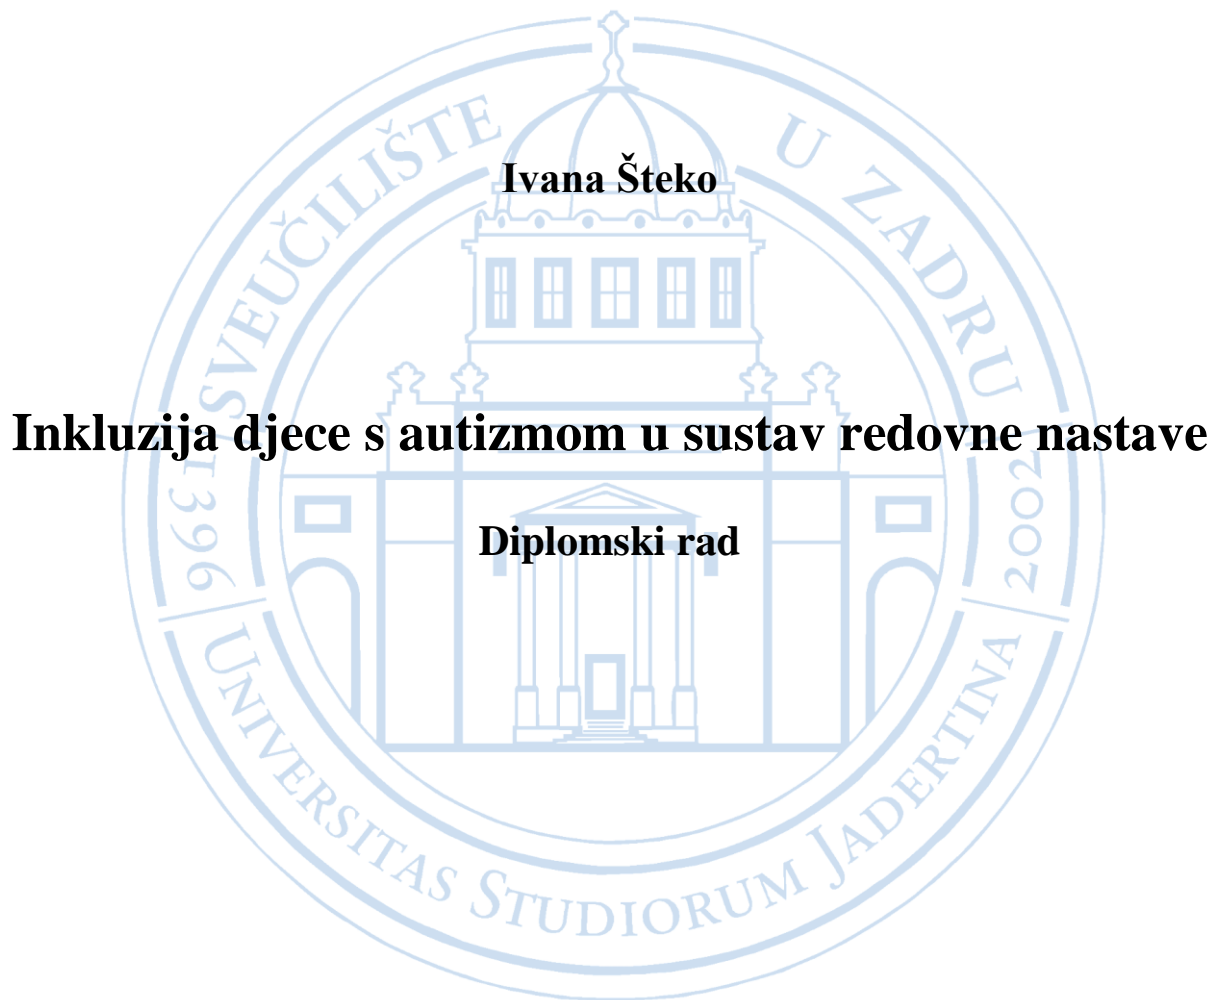 Ivana Šteko
Inkluzija djece s autizmom u sustav redovne nastave
Diplomski rad
SVEUČILIŠTE U ZADRU
1396
2002
UNIVERSITAS STUDIORUM JADERTINA